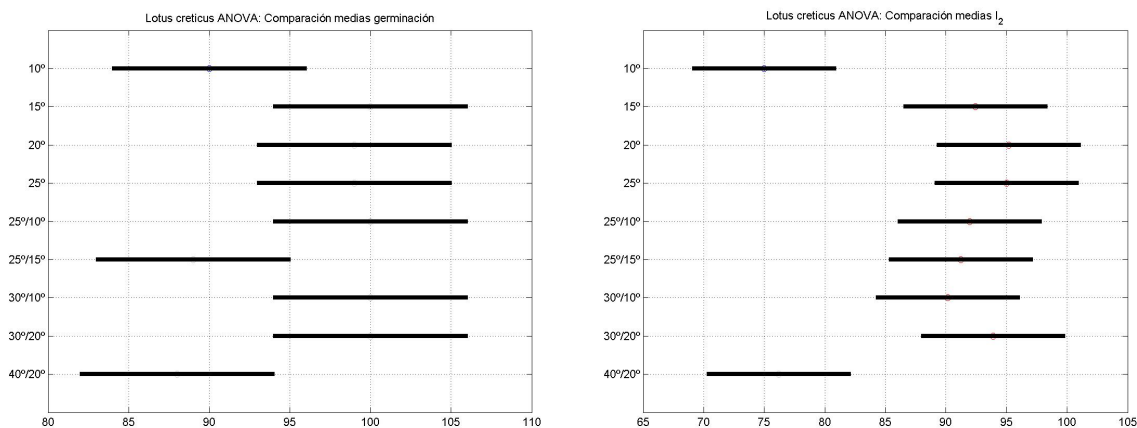 Lotus creticus ANOVA: Comparación medias germinación
10º
15º
20º
25º
25º/10º
25º/15º
30º/10º
30º/20º
40º/20º
80 85 90 95 100 105 110
Lotus creticus ANOVA: Comparación medias I2
10º
15º
20º
25º
25º/10º
25º/15º
30º/10º
30º/20º
40º/20º
65 70 75 80 85 90 95 100 105